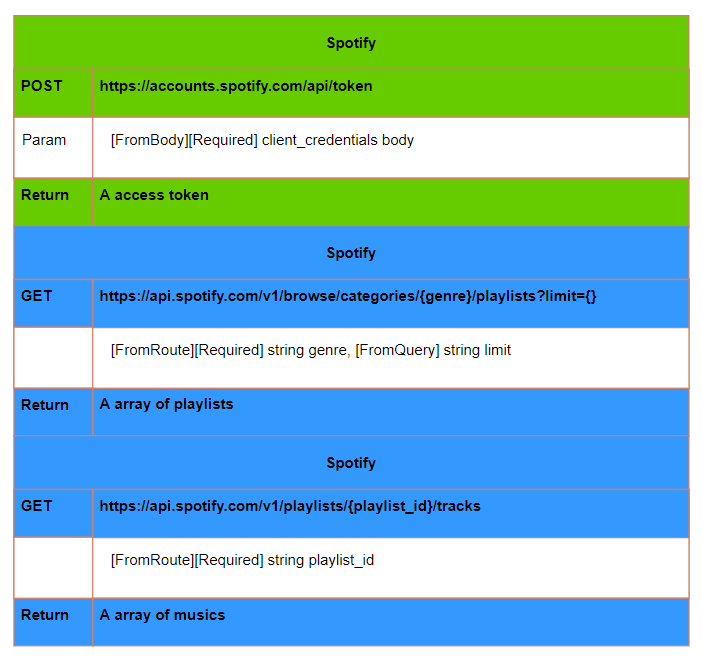 Spotify
POST https://accounts.spotify.com/api/token
Param [FromBody][Required] client_credentials body
Return A access token
Spotify
GET https://api.spotify.com/v1/browse/categories/{genre}/playlists?limit={}
[FromRoute][Required] string genre, [FromQuery] string limit
Return A array of playlists
Spotify
GET https://api.spotify.com/v1/playlists/{playlist_id}/tracks
[FromRoute][Required] string playlist_id
Return A array of musics